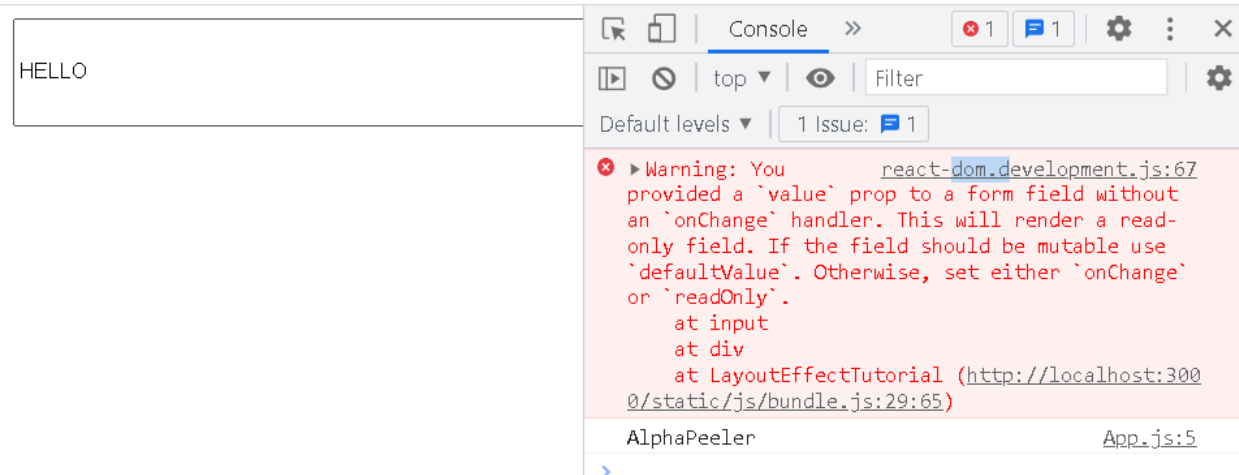 HELLO
Console
1
1
top ▼
Filter
Default levels ▼
1 Issue: 1
Warning: You react-dom.development.js:67
provided a `value` prop to a form field without
an `onChange` handler. This will render a read-
only field. If the field should be mutable use
`defaultValue`. Otherwise, set either `onChange`
or `readOnly`.
at input
at div
at LayoutEffectTutorial (http://localhost:300
0/static/js/bundle.js:29:65)
AlphaPeeler App.js:5